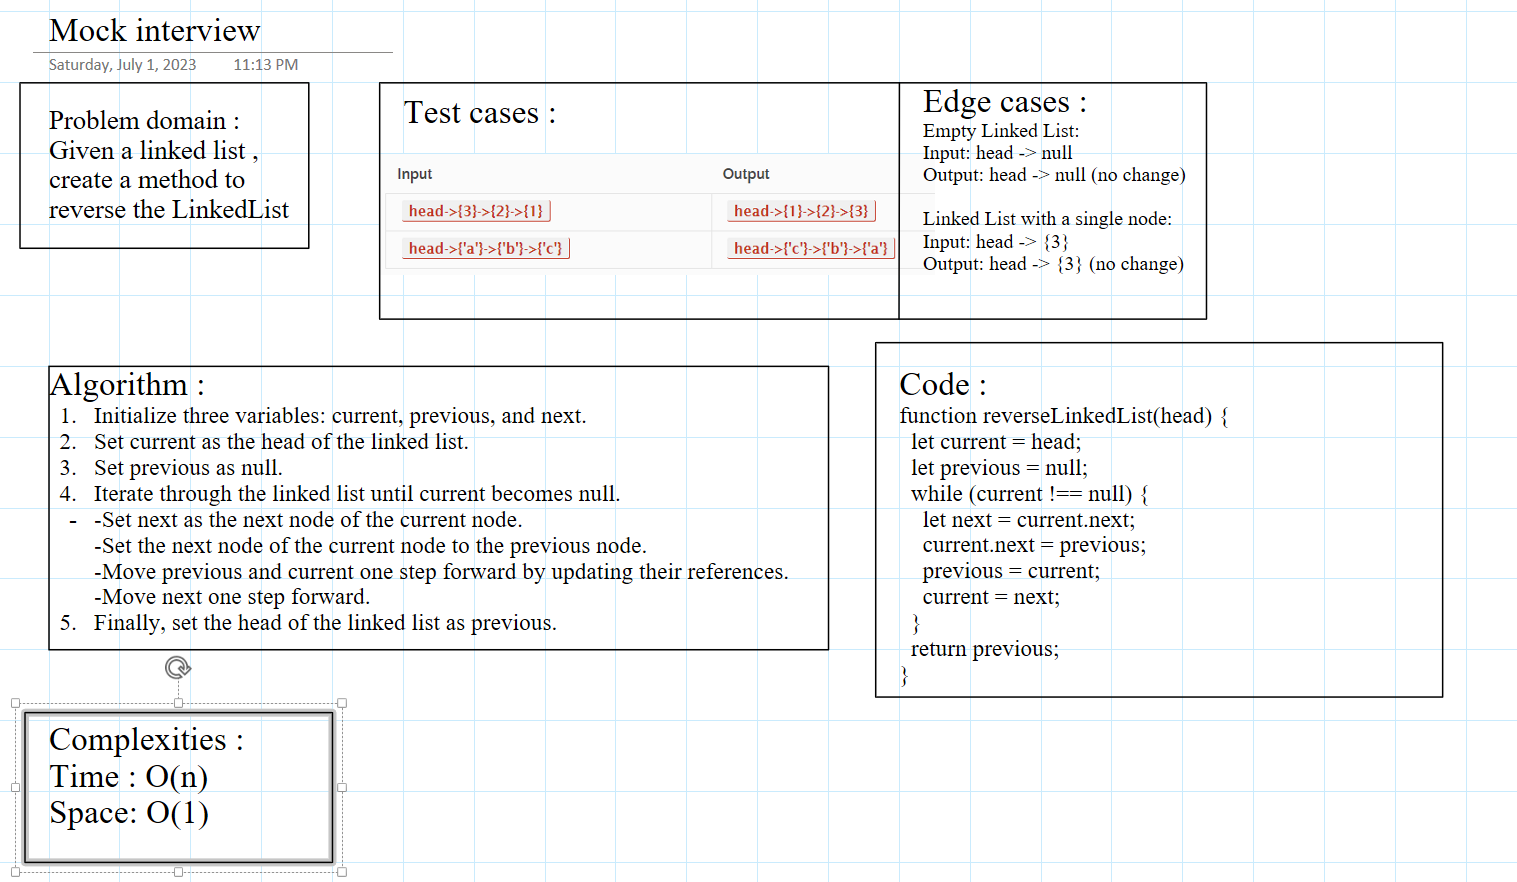 Mock interview
Saturday, July 1, 2023 11:13 PM
Problem domain :
Given a linked list ,
create a method to
reverse the LinkedList
Test cases :
Input Output
head->{3}->{2}->{1} head->{1}->{2}->{3}
head->{'a'}->{'b'}->{'c'} head->{'c'}->{'b'}->{'a'}
Edge cases :
Empty Linked List:
Input: head -> null
Output: head -> null (no change)
Linked List with a single node:
Input: head -> {3}
Output: head -> {3} (no change)
Algorithm :
1. Initialize three variables: current, previous, and next.
2. Set current as the head of the linked list.
3. Set previous as null.
4. Iterate through the linked list until current becomes null.
- -Set next as the next node of the current node.
-Set the next node of the current node to the previous node.
-Move previous and current one step forward by updating their references.
-Move next one step forward.
5. Finally, set the head of the linked list as previous.
Code :
function reverseLinkedList(head) {
let current = head;
let previous = null;
while (current !== null) {
let next = current.next;
current.next = previous;
previous = current;
current = next;
}
return previous;
}
Complexities :
Time : O(n)
Space: O(1)